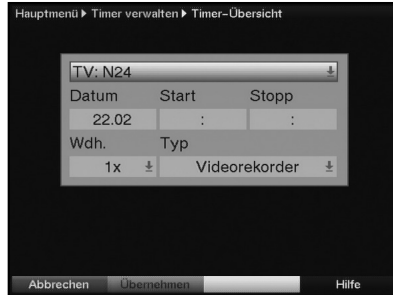 Hauptmenü ▶ Timer verwalten ▶ Timer-Übersicht
TV: N24
Datum Start Stopp
22.02 : :
Wdh. Typ
1x Videorekorder
Abbrechen Übernehmen Hilfe